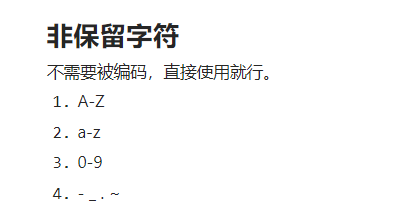 非保留字符
不需要被编码，直接使用就行。
1. A-Z
2. a-z
3. 0-9
4. - _ . ~